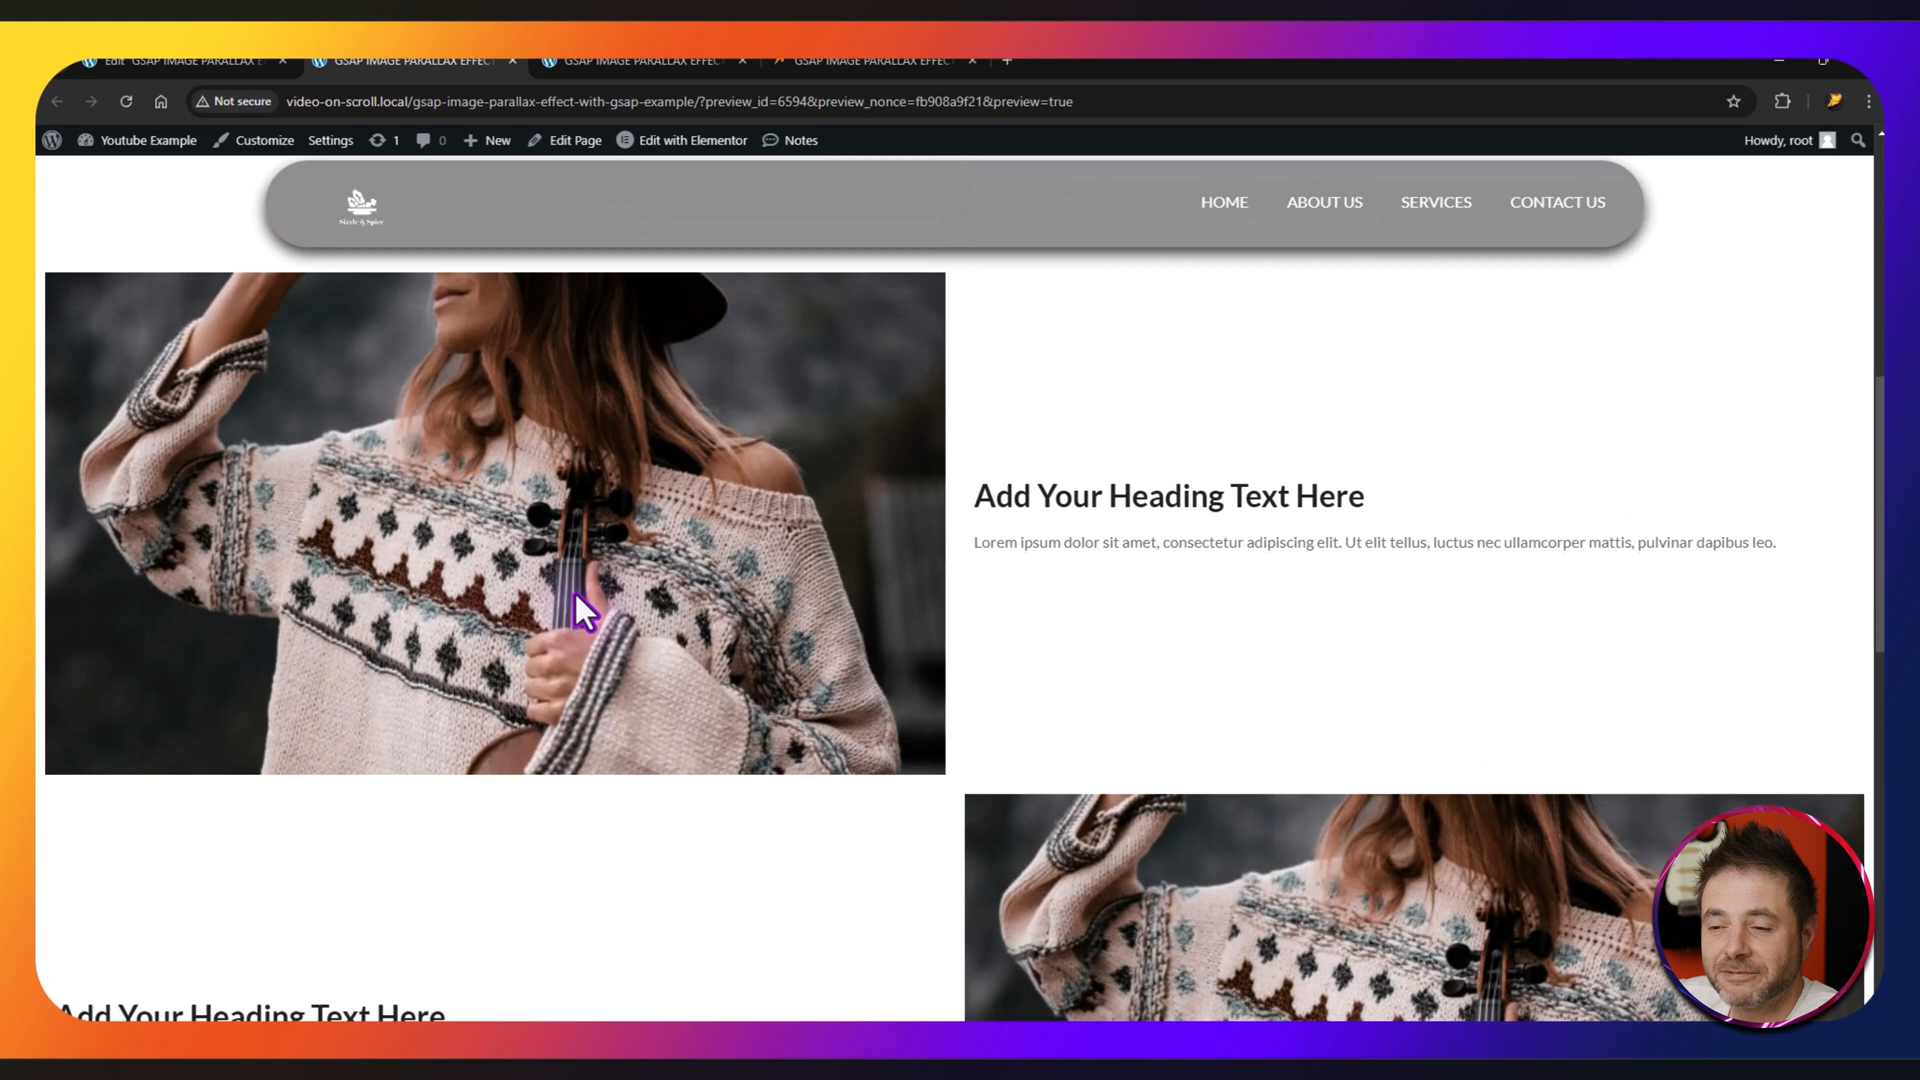 Edit "GSAP IMAGE PARALLAX E
GSAP IMAGE PARALLAX EFFECT
GSAP IMAGE PARALLAX EFFECT
GSAP IMAGE PARALLAX EFFECT
Not secure
video-on-scroll.local/gsap-image-parallax-effect-with-gsap-example/?preview_id=6594&preview_nonce=fb908a9f21&preview=true
Youtube Example
Customize
Settings
1
0
New
Edit Page
Edit with Elementor
Notes
Howdy, root
Sizzle & Spice
HOME
ABOUT US
SERVICES
CONTACT US
Add Your Heading Text Here
Lorem ipsum dolor sit amet, consectetur adipiscing elit. Ut elit tellus, luctus nec ullamcorper mattis, pulvinar dapibus leo.
Add Your Heading Text Here